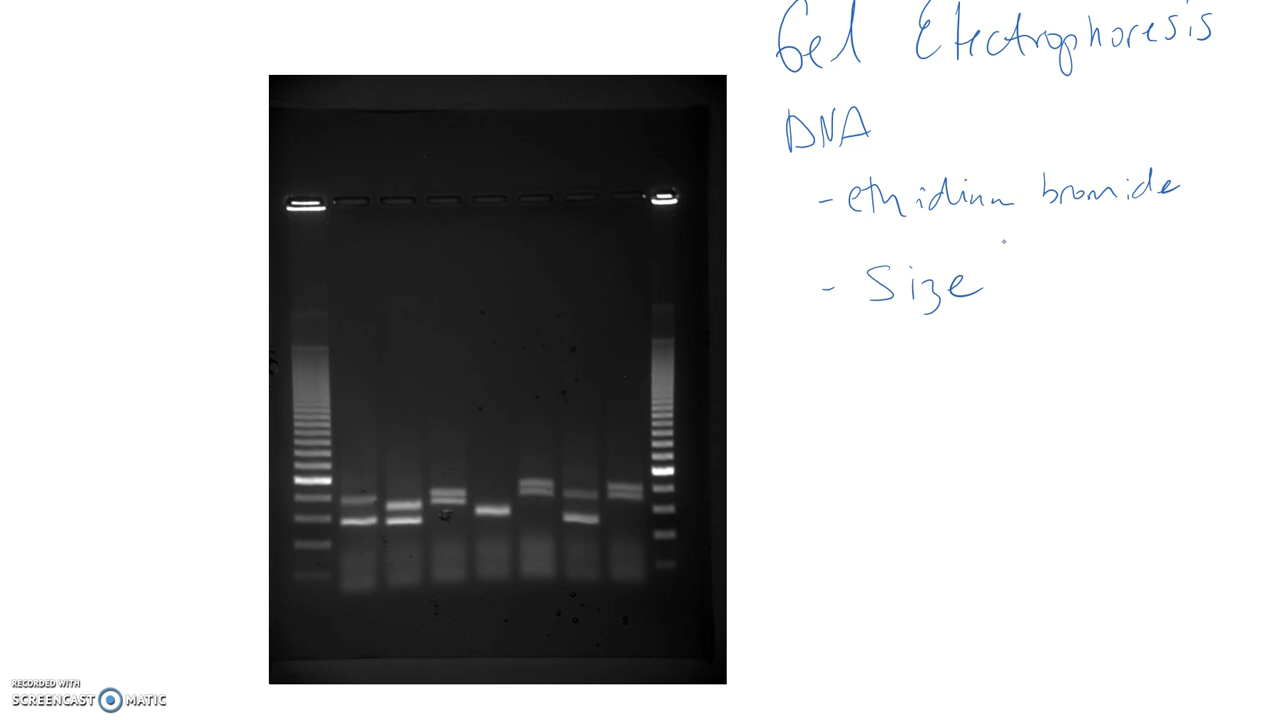 Gel Electrophoresis
DNA
- ethidium bromide
- Size
RECORDED WITH
SCREENCAST MATIC